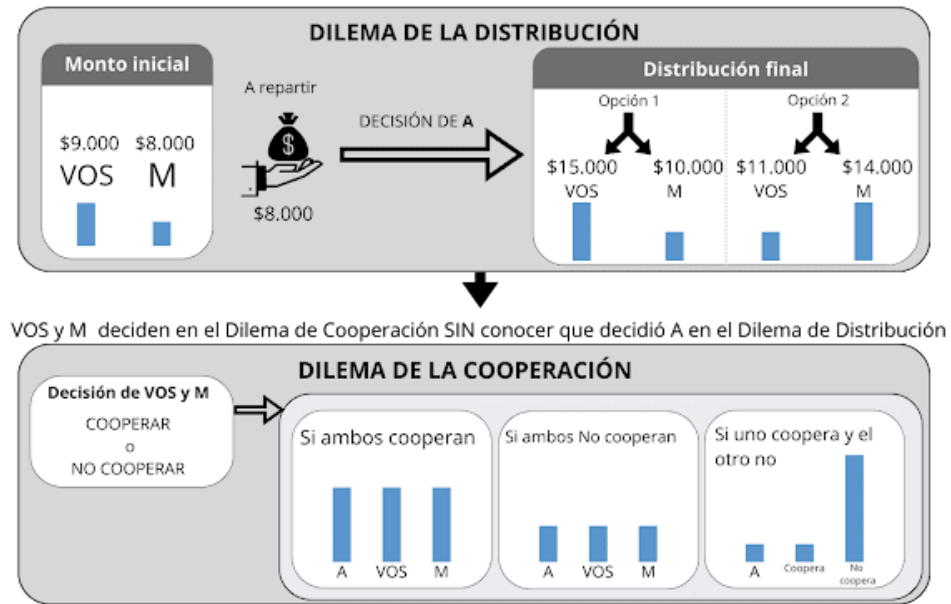 DILEMA DE LA DISTRIBUCIÓN
Monto inicial
$9.000 $8.000
VOS M
A repartir
$
$8.000
DECISIÓN DE A
Distribución final
Opción 1
$15.000 $10.000
VOS M
Opción 2
$11.000 $14.000
VOS M
VOS y M deciden en el Dilema de Cooperación SIN conocer que decidió A en el Dilema de Distribución
DILEMA DE LA COOPERACIÓN
Decisión de VOS y M
COOPERAR
o
NO COOPERAR
Si ambos cooperan
A VOS M
Si ambos No cooperan
A VOS M
Si uno coopera y el
otro no
A Coopera No
coopera